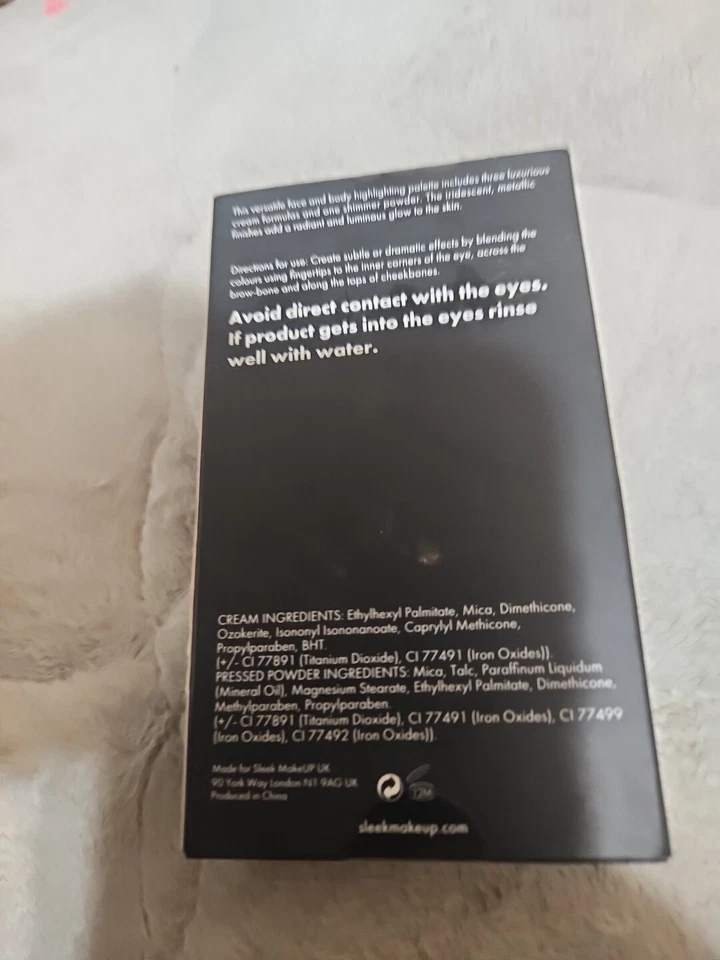 This versatile face and body highlighting palette includes three luxurious
cream formulas and one shimmer powder. The iridescent, metallic
finishes add a radiant and luminous glow to the skin.
Directions for use: Create subtle or dramatic effects by blending the
colours using fingertips to the inner corners of the eye, across the
brow-bone and along the tops of cheekbones.
Avoid direct contact with the eyes.
If product gets into the eyes rinse
well with water.
CREAM INGREDIENTS: Ethylhexyl Palmitate, Mica, Dimethicone,
Ozokerite, Isononyl Isononanoate, Caprylyl Methicone,
Propylparaben, BHT.
(+/- CI 77891 (Titanium Dioxide), CI 77491 (Iron Oxides)).
PRESSED POWDER INGREDIENTS: Mica, Talc, Paraffinum Liquidum
(Mineral Oil), Magnesium Stearate, Ethylhexyl Palmitate, Dimethicone,
Methylparaben, Propylparaben.
(+/- CI 77891 (Titanium Dioxide), CI 77491 (Iron Oxides), CI 77499
(Iron Oxides), CI 77492 (Iron Oxides)).
Made for Sleek MakeUP UK
90 York Way London N1 9AG UK
Produced in China
12M
sleekmakeup.com